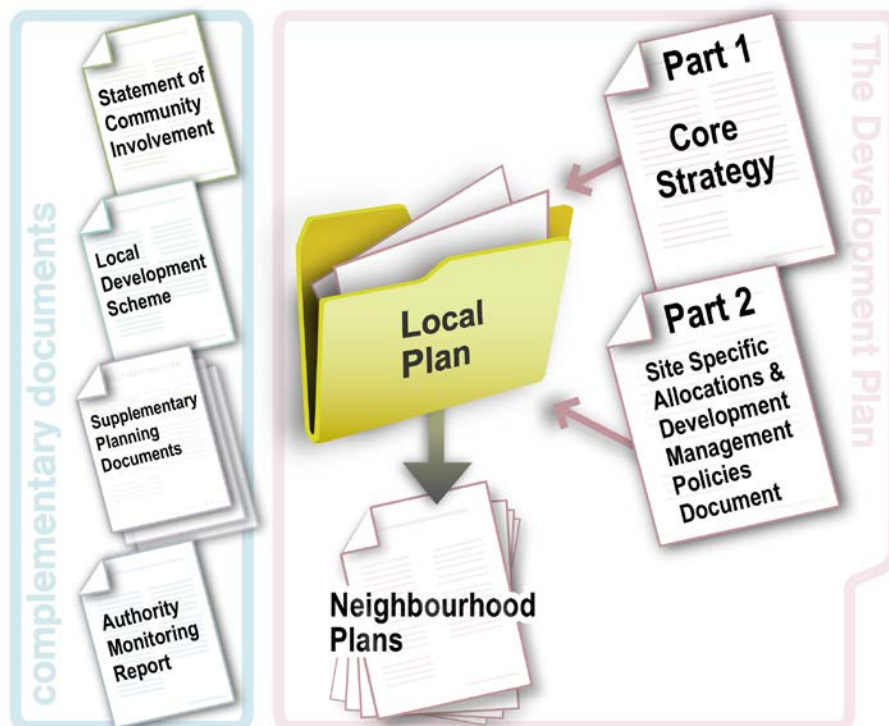 complementary documents
Statement of
Community
Involvement
Local
Development
Scheme
Supplementary
Planning
Documents
Authority
Monitoring
Report
The Development Plan
Part 1
Core
Strategy
Part 2
Site Specific
Allocations &
Development
Management
Policies
Document
Local
Plan
Neighbourhood
Plans